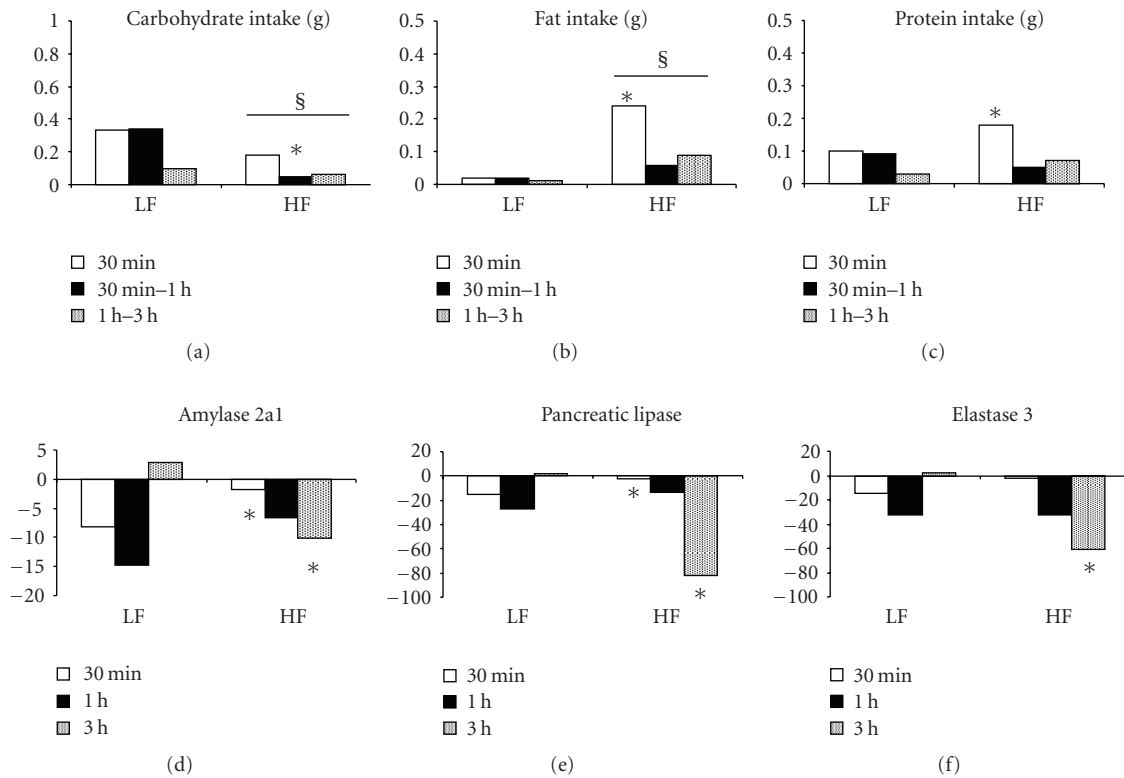 Carbohydrate intake (g)
1
0.8
0.6
0.4
0.2
0
§
*
LF
HF
30 min
30 min–1 h
1 h–3 h
(a)
Fat intake (g)
0.5
0.4
0.3
0.2
0.1
0
§
*
LF
HF
30 min
30 min–1 h
1 h–3 h
(b)
Protein intake (g)
0.5
0.4
0.3
0.2
0.1
0
*
LF
HF
30 min
30 min–1 h
1 h–3 h
(c)
Amylase 2a1
5
0
−5
−10
−15
−20
*
*
LF
HF
30 min
1 h
3 h
(d)
Pancreatic lipase
20
0
−20
−40
−60
−80
−100
*
*
LF
HF
30 min
1 h
3 h
(e)
Elastase 3
20
0
−20
−40
−60
−80
−100
*
LF
HF
30 min
1 h
3 h
(f)